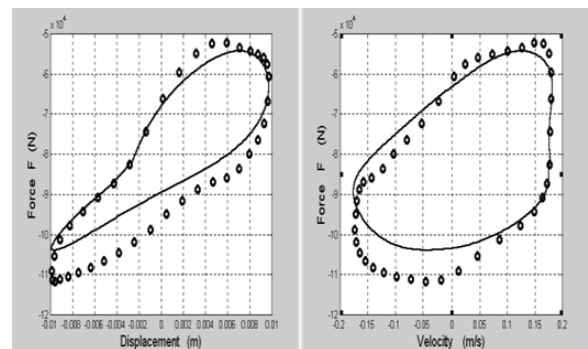 x 10⁴
-5
-6
-7
-8
-9
-10
-11
-12
Force F (N)
-0.01 -0.008 -0.006 -0.004 -0.002 0 0.002 0.004 0.006 0.008 0.01
Displacement (m)
x 10⁴
-5
-6
-7
-8
-9
-10
-11
-12
Force F (N)
-0.2 -0.15 -0.1 -0.05 0 0.05 0.1 0.15 0.2
Velocity (m/s)